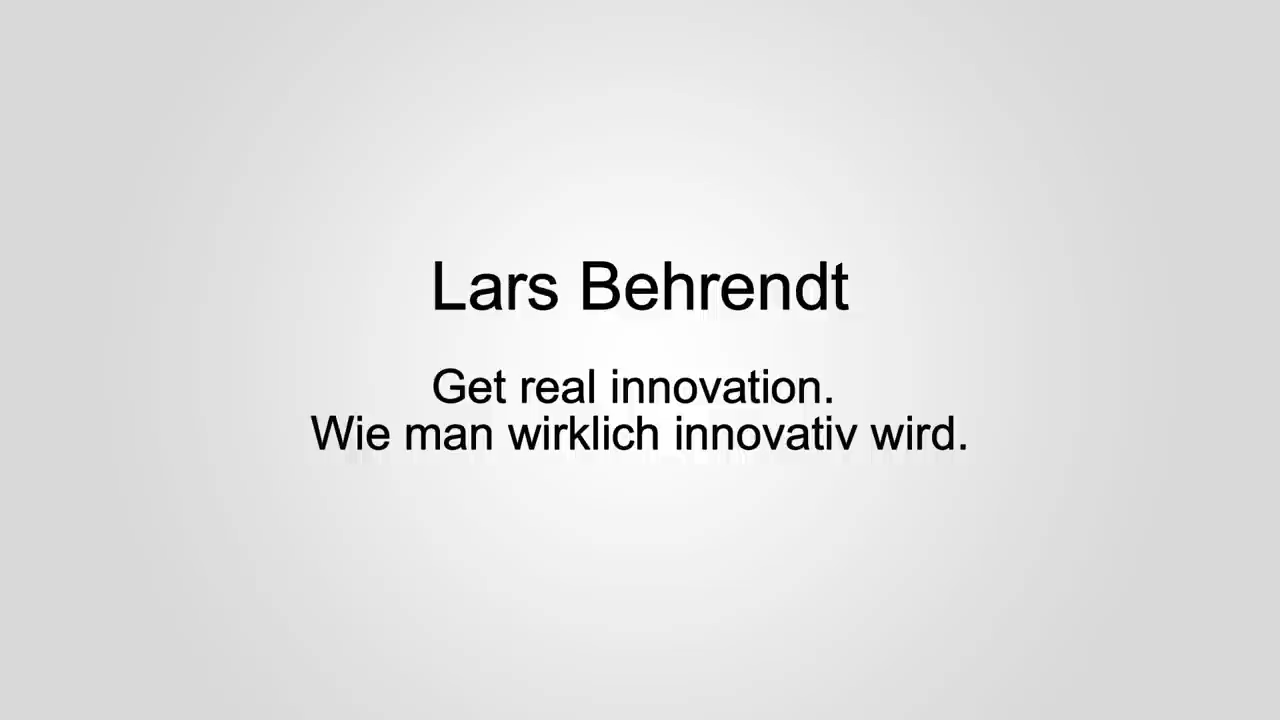 Lars Behrendt
Get real innovation.
Wie man wirklich innovativ wird.